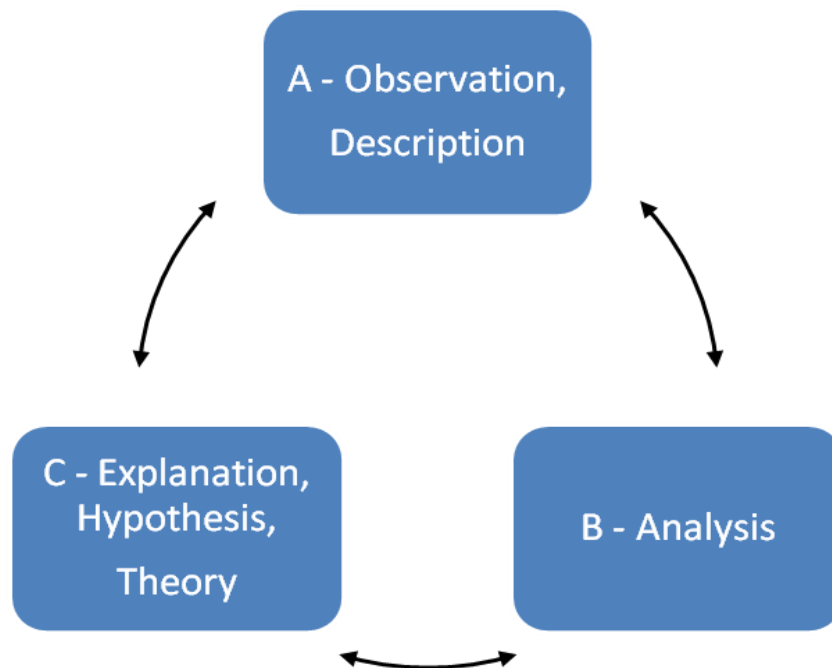 A - Observation,
Description
C - Explanation,
Hypothesis,
Theory
B - Analysis